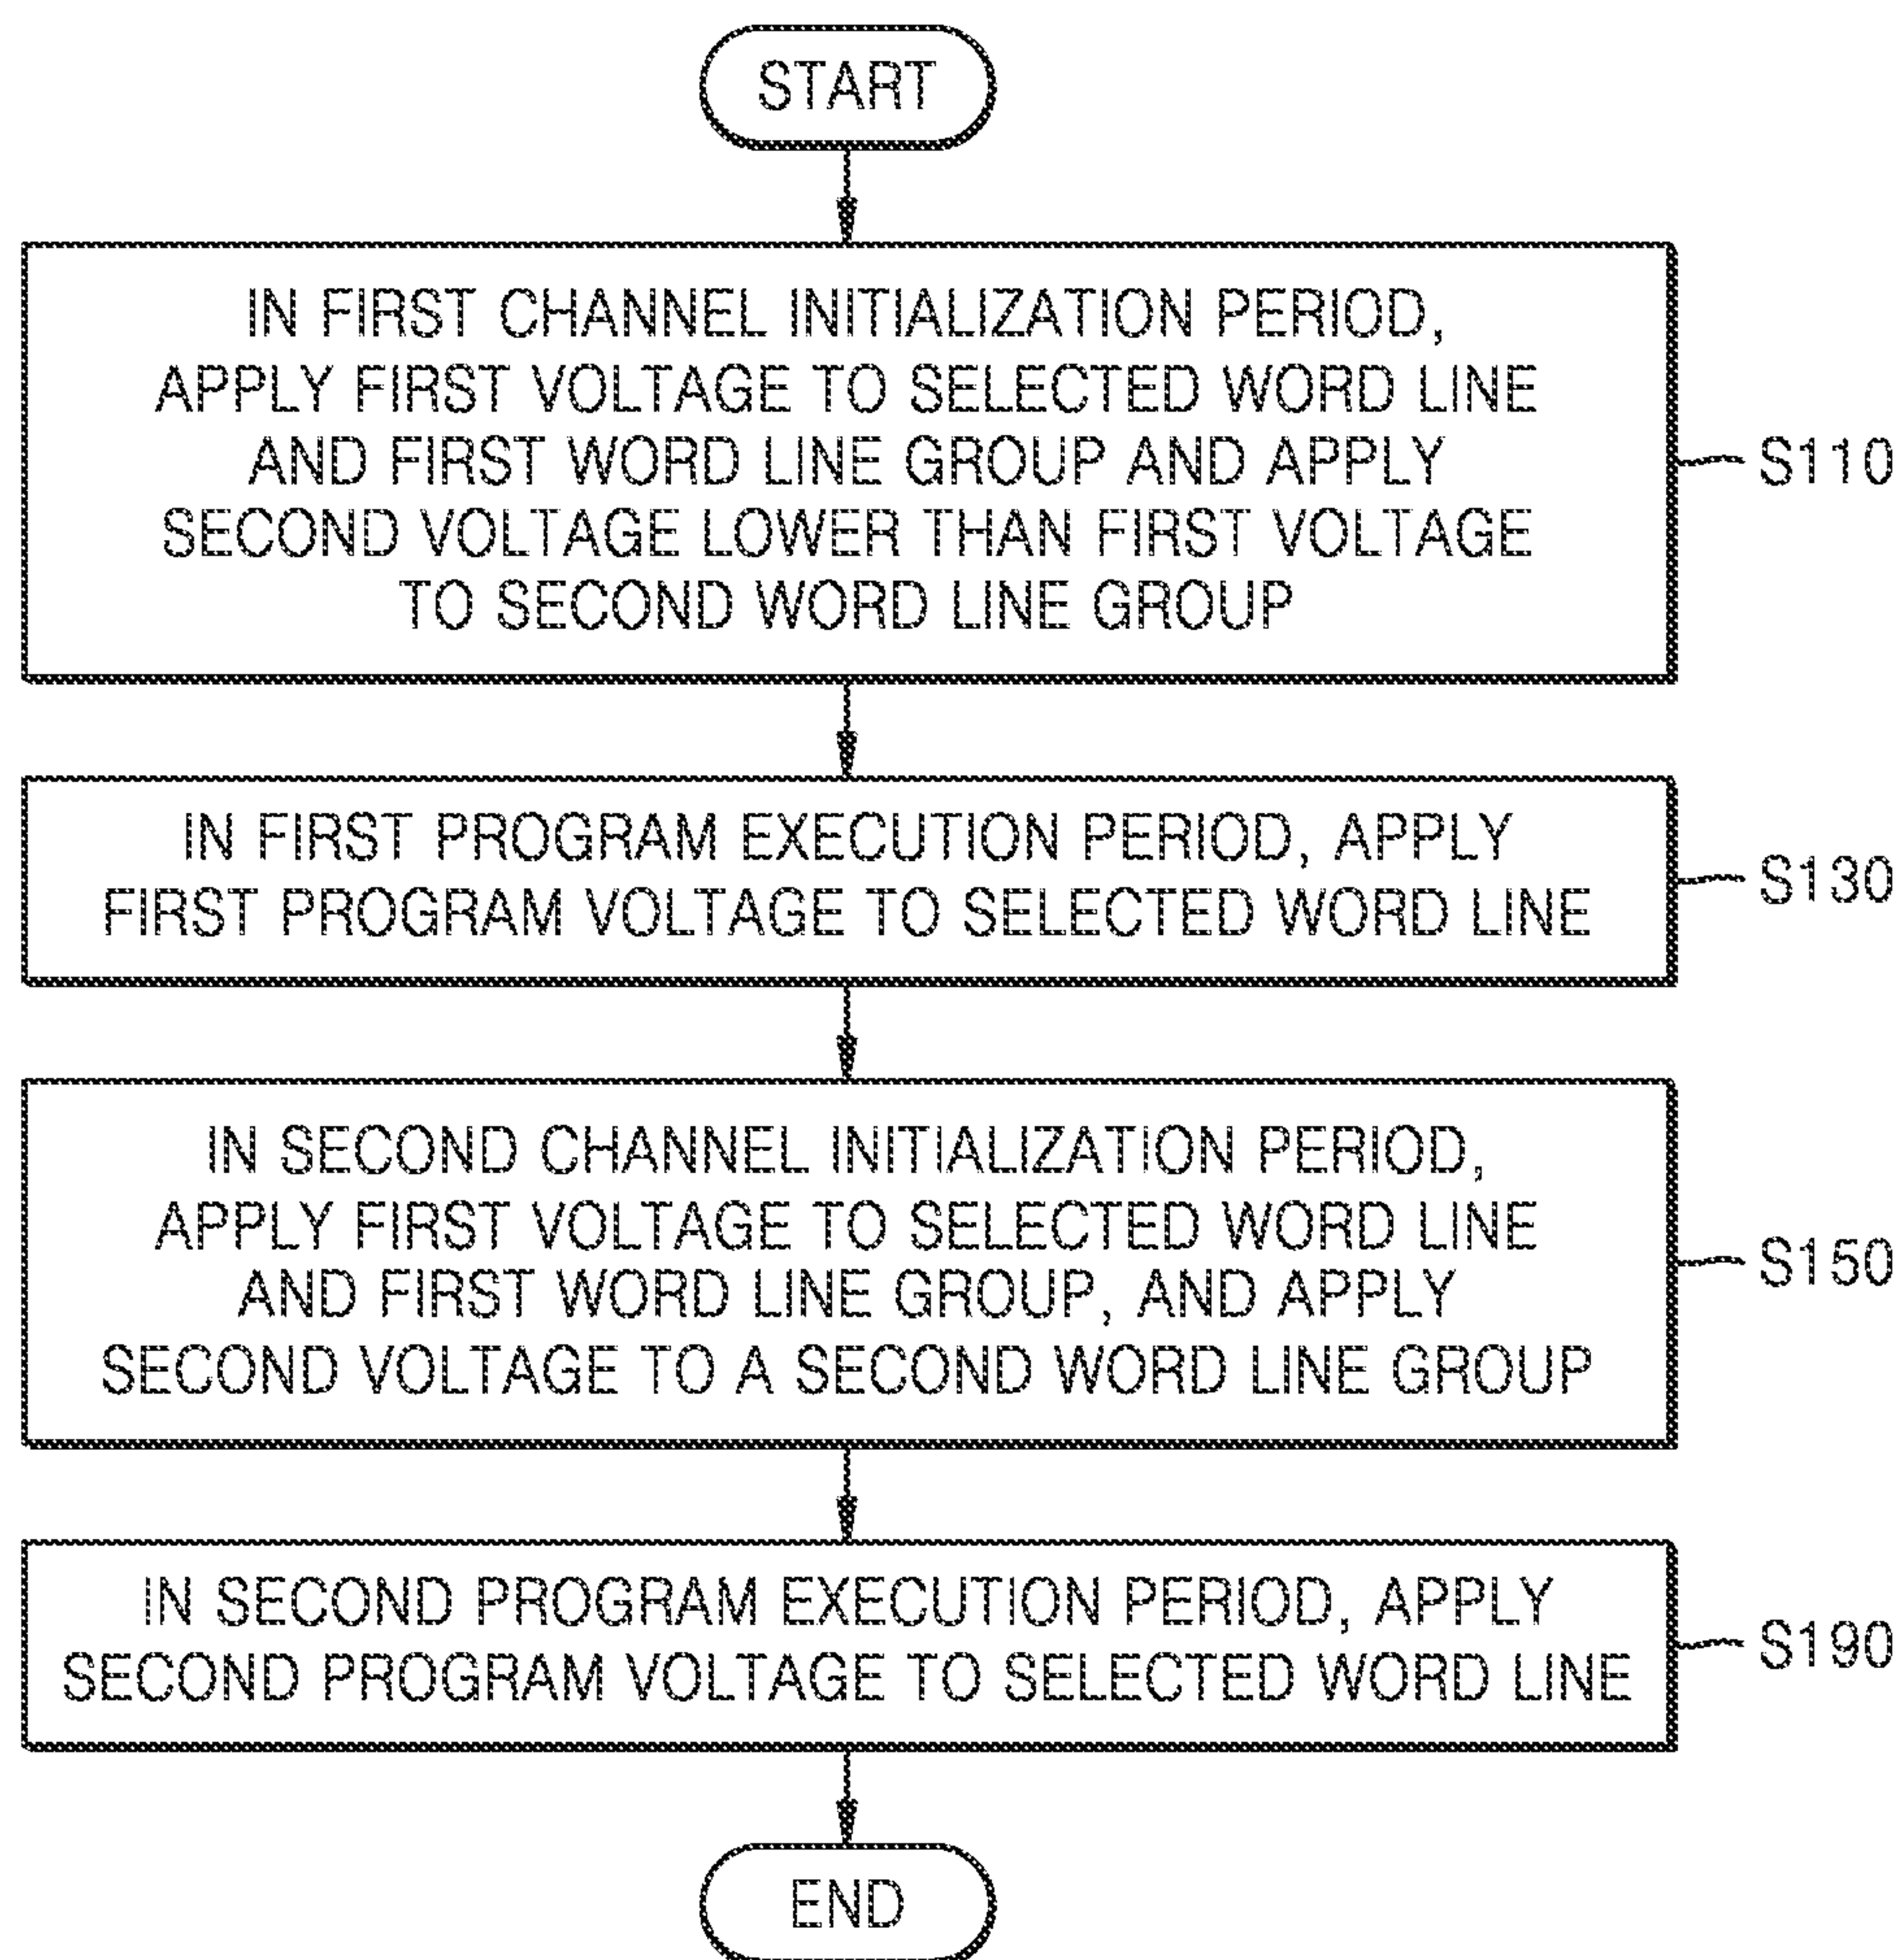 START
IN FIRST CHANNEL INITIALIZATION PERIOD,
APPLY FIRST VOLTAGE TO SELECTED WORD LINE
AND FIRST WORD LINE GROUP AND APPLY
SECOND VOLTAGE LOWER THAN FIRST VOLTAGE
TO SECOND WORD LINE GROUP
S110
IN FIRST PROGRAM EXECUTION PERIOD, APPLY
FIRST PROGRAM VOLTAGE TO SELECTED WORD LINE
S130
IN SECOND CHANNEL INITIALIZATION PERIOD,
APPLY FIRST VOLTAGE TO SELECTED WORD LINE
AND FIRST WORD LINE GROUP, AND APPLY
SECOND VOLTAGE TO A SECOND WORD LINE GROUP
S150
IN SECOND PROGRAM EXECUTION PERIOD, APPLY
SECOND PROGRAM VOLTAGE TO SELECTED WORD LINE
S190
END